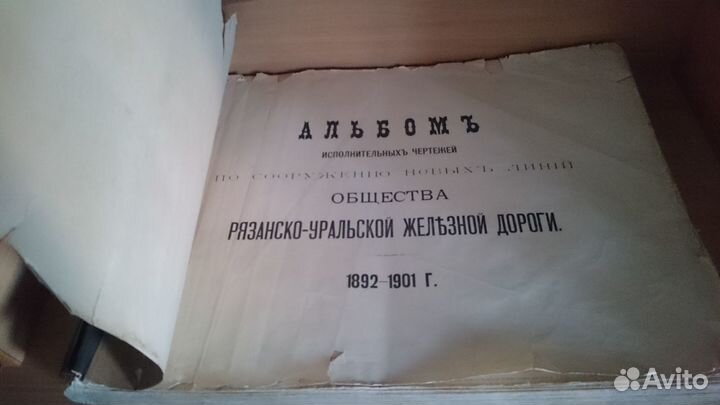 АЛЬБОМЪ
ИСПОЛНИТЕЛЬНЫХЪ ЧЕРТЕЖЕЙ
ПО СООРУЖЕНІЮ НОВЫХЪ ЛИНІЙ
ОБЩЕСТВА
РЯЗАНСКО-УРАЛЬСКОЙ ЖЕЛѢЗНОЙ ДОРОГИ.
1892-1901 Г.
Avito